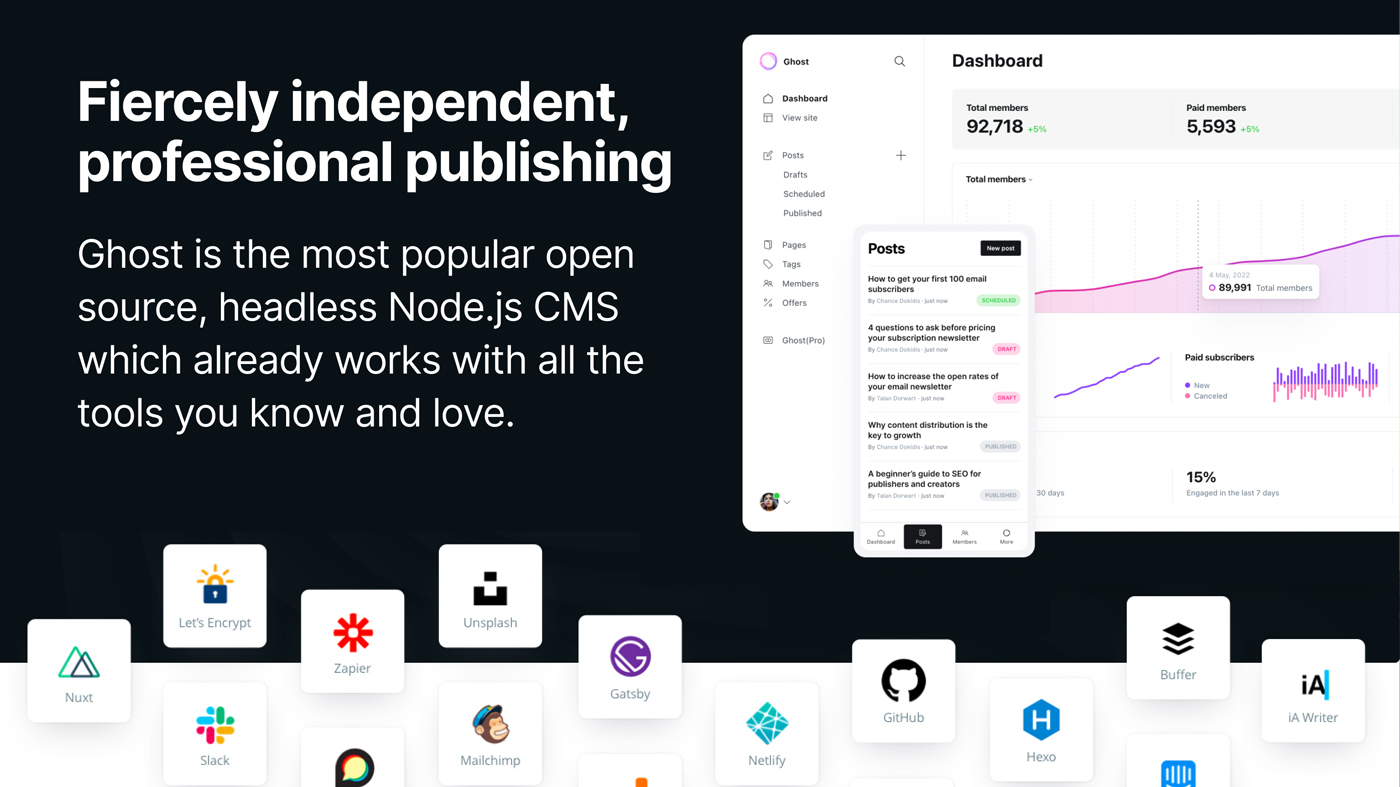 Fiercely independent,
professional publishing
Ghost is the most popular open
source, headless Node.js CMS
which already works with all the
tools you know and love.
Ghost
Dashboard
View site
Posts
Drafts
Scheduled
Published
Pages
Tags
Members
Offers
Ghost(Pro)
Dashboard
Total members
92,718 +5%
Paid members
5,593 +5%
Total members
4 May, 2022
89,991 Total members
Paid subscribers
New
Canceled
30 days
15%
Engaged in the last 7 days
Posts
New post
How to get your first 100 email
subscribers
By Chance Dokidis · just now
SCHEDULED
4 questions to ask before pricing
your subscription newsletter
By Chance Dokidis · just now
DRAFT
How to increase the open rates of
your email newsletter
By Talan Dorwart · just now
DRAFT
Why content distribution is the
key to growth
By Chance Dokidis · just now
PUBLISHED
A beginner's guide to SEO for
publishers and creators
By Talan Dorwart · just now
PUBLISHED
Dashboard
Posts
Members
More
Nuxt
Let's Encrypt
Slack
Zapier
Unsplash
Mailchimp
Gatsby
Netlify
GitHub
Hexo
Buffer
iA
iA Writer